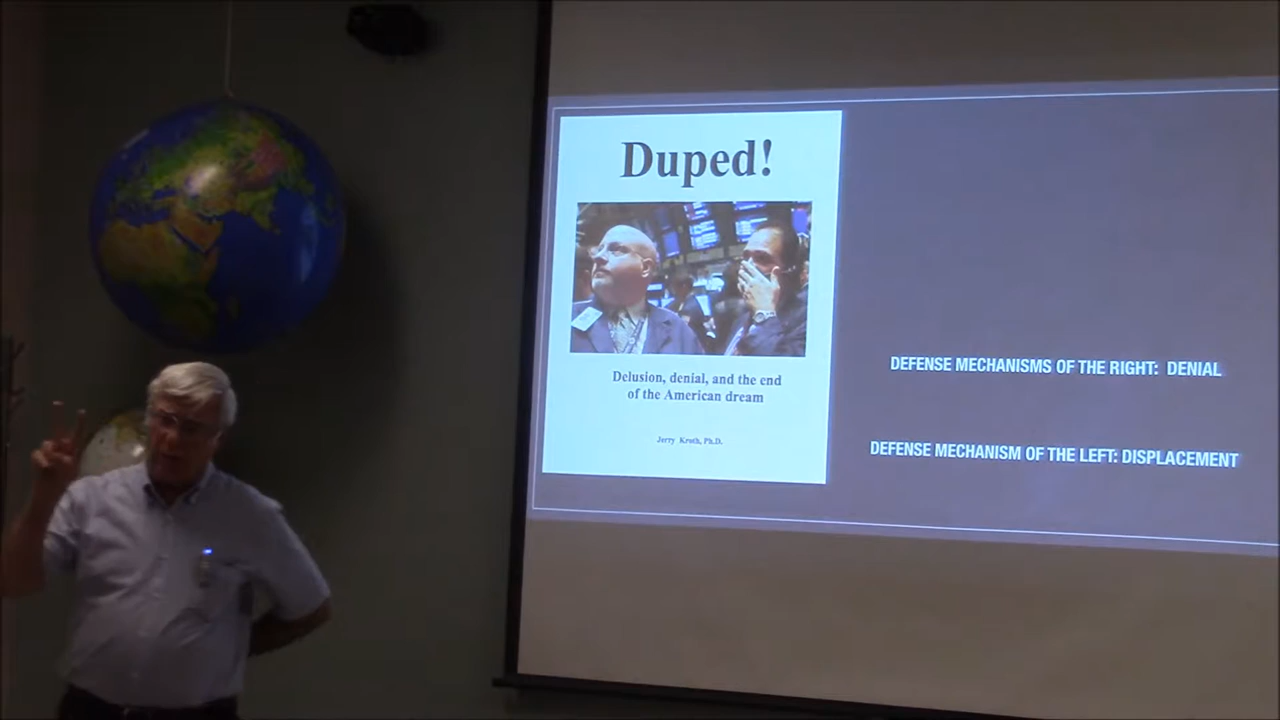 Duped!
Delusion, denial, and the end
of the American dream
Jerry Kroth, Ph.D.
DEFENSE MECHANISMS OF THE RIGHT: DENIAL
DEFENSE MECHANISM OF THE LEFT: DISPLACEMENT